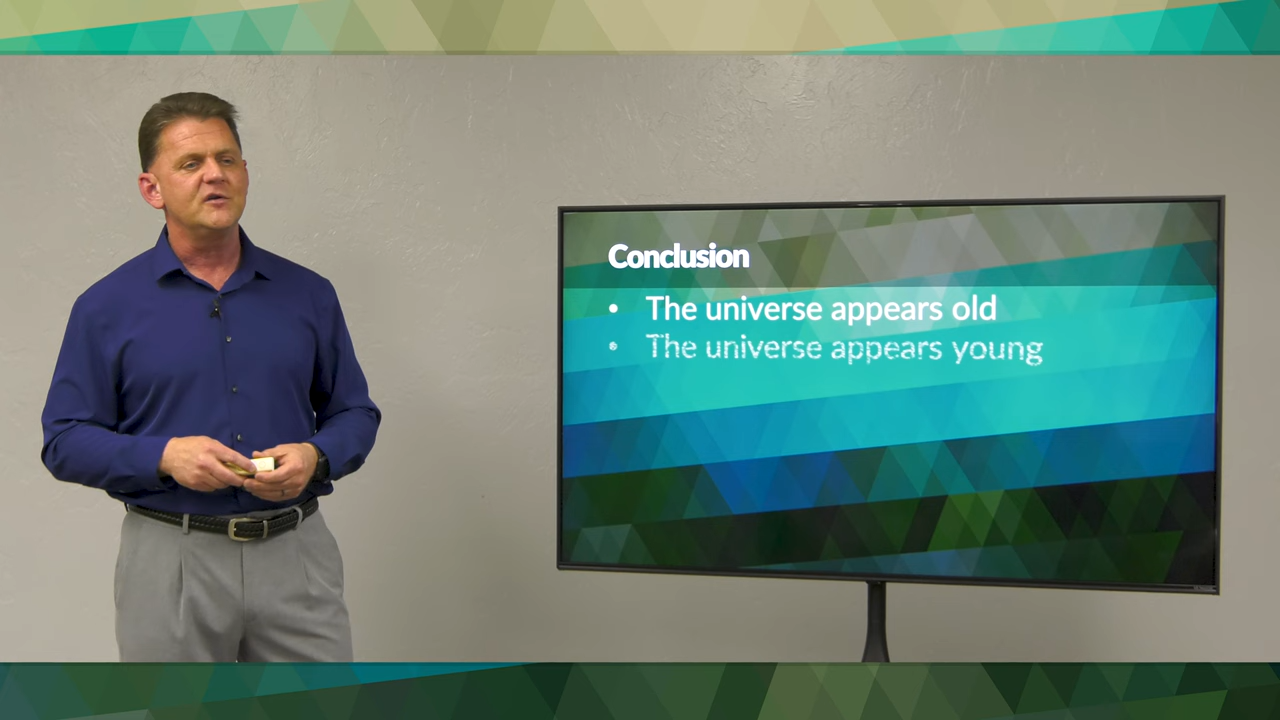 Conclusion
• The universe appears old
• The universe appears young